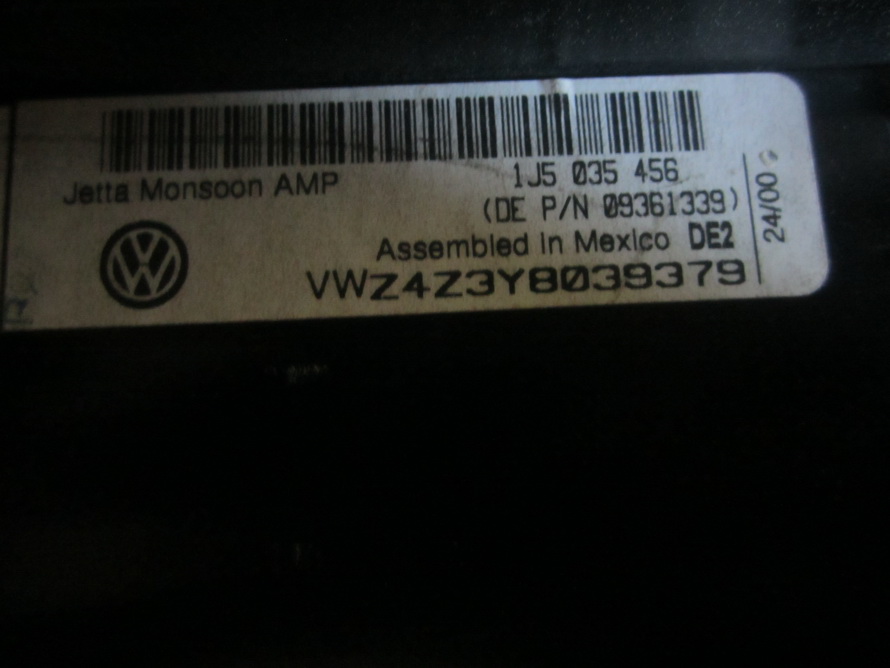 Jetta Monsoon AMP
1J5 035 456
(DE P/N 09361339)
Assembled in Mexico DE2
VWZ4Z3Y8039379
24/00